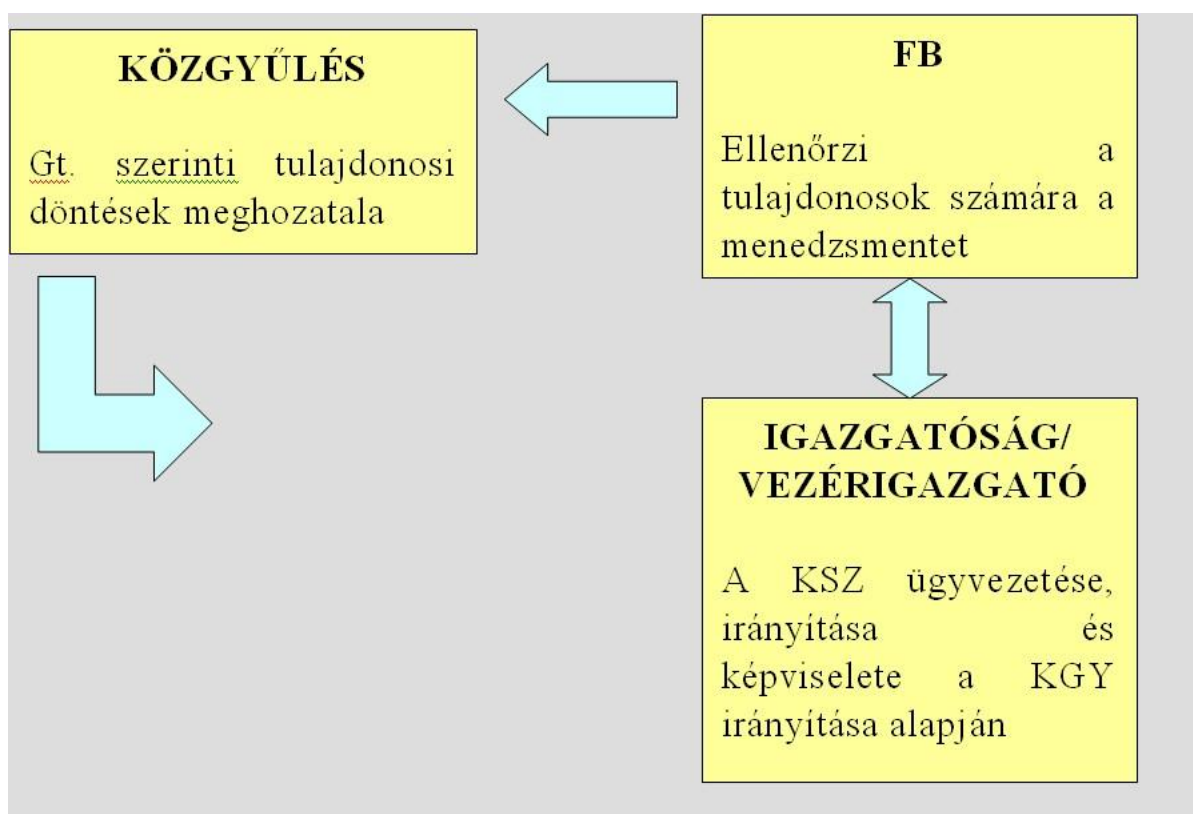 KÖZGYŰLÉS
Gt. szerinti tulajdonosi
döntések meghozatala
FB
Ellenőrzi a
tulajdonosok számára a
menedzsmentet
IGAZGATÓSÁG/
VEZÉRIGAZGATÓ
A KSZ ügyvezetése,
irányítása és
képviselete a KGY
irányítása alapján